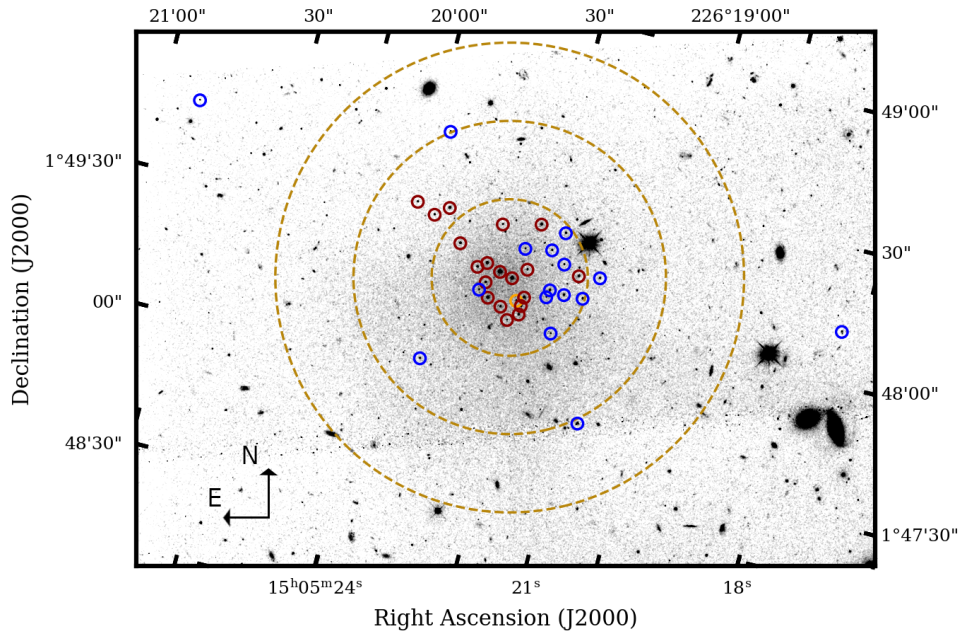 21'00" 30" 20'00" 30" 226°19'00"
49'00"
1°49'30"
30"
00"
48'00"
48'30"
N
E
1°47'30"
15ʰ05ᵐ24ˢ 21ˢ 18ˢ
Right Ascension (J2000)
Declination (J2000)